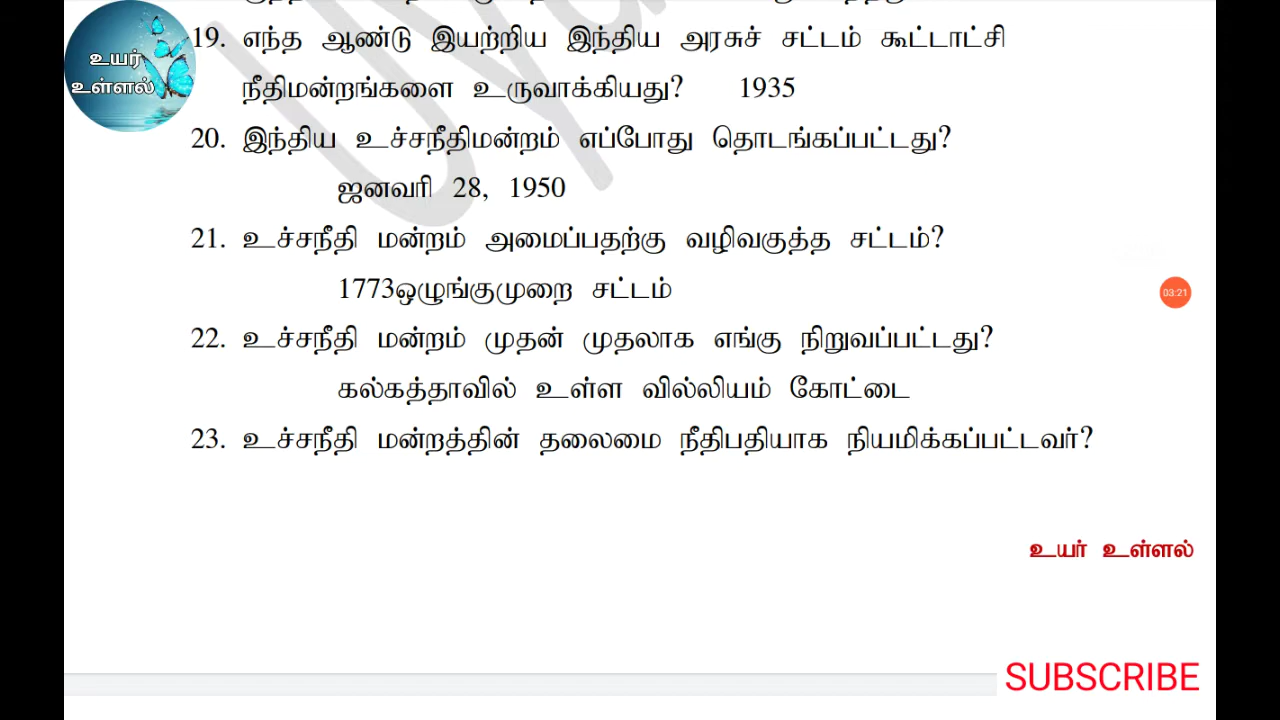 உயர்
உள்ளல்
19. எந்த ஆண்டு இயற்றிய இந்திய அரசுச் சட்டம் கூட்டாட்சி
நீதிமன்றங்களை உருவாக்கியது? 1935
20. இந்திய உச்சநீதிமன்றம் எப்போது தொடங்கப்பட்டது?
ஜனவரி 28, 1950
21. உச்சநீதி மன்றம் அமைப்பதற்கு வழிவகுத்த சட்டம்?
1773ஒழுங்குமுறை சட்டம்
03:21
22. உச்சநீதி மன்றம் முதன் முதலாக எங்கு நிறுவப்பட்டது?
கல்கத்தாவில் உள்ள வில்லியம் கோட்டை
23. உச்சநீதி மன்றத்தின் தலைமை நீதிபதியாக நியமிக்கப்பட்டவர்?
உயர் உள்ளல்
SUBSCRIBE